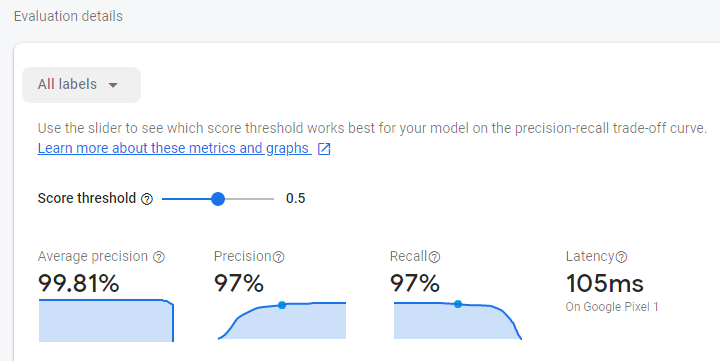 Evaluation details
All labels
Use the slider to see which score threshold works best for your model on the precision-recall trade-off curve.
Learn more about these metrics and graphs
Score threshold 0.5
Average precision Precision Recall Latency
99.81% 97% 97% 105ms
On Google Pixel 1